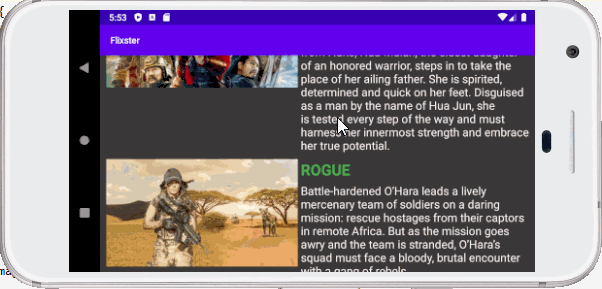 5:53
Flixster
of an honored warrior, steps in to take the
place of her ailing father. She is spirited,
determined and quick on her feet. Disguised
as a man by the name of Hua Jun, she
is tested every step of the way and must
harness her innermost strength and embrace
her true potential.
ROGUE
Battle-hardened O'Hara leads a lively
mercenary team of soldiers on a daring
mission: rescue hostages from their captors
in remote Africa. But as the mission goes
awry and the team is stranded, O'Hara's
squad must face a bloody, brutal encounter
with a gang of rebels